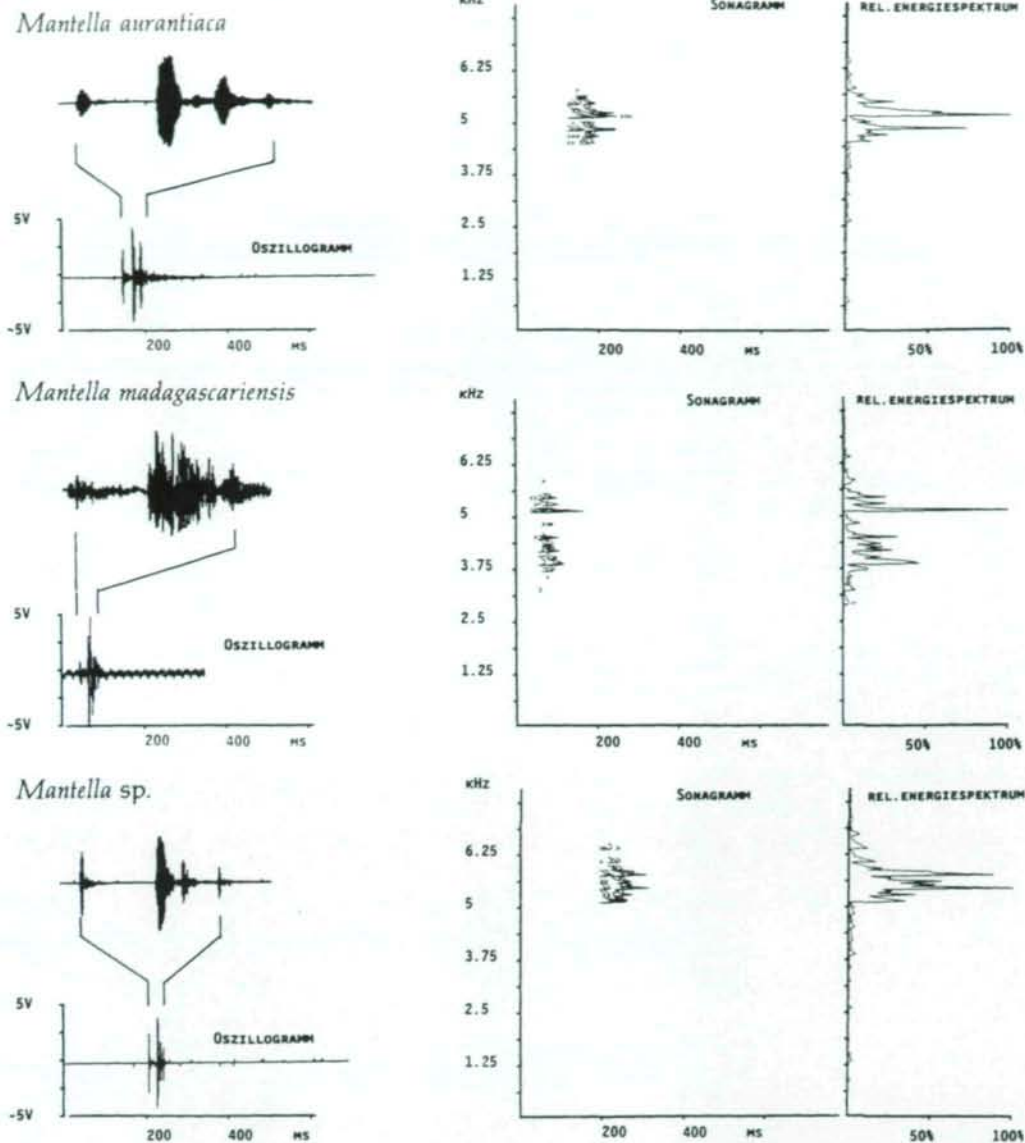 Mantella aurantiaca
5V
-5V
OSZILLOGRAMM
200 400 MS
KHZ
SONAGRAMM
6.25
5
3.75
2.5
1.25
200 400 MS
REL.ENERGIESPEKTRUM
50% 100%
Mantella madagascariensis
5V
-5V
OSZILLOGRAMM
200 400 MS
KHZ
SONAGRAMM
6.25
5
3.75
2.5
1.25
200 400 MS
REL.ENERGIESPEKTRUM
50% 100%
Mantella sp.
5V
-5V
OSZILLOGRAMM
200 400 MS
KHZ
SONAGRAMM
6.25
5
3.75
2.5
1.25
200 400 MS
REL.ENERGIESPEKTRUM
50% 100%